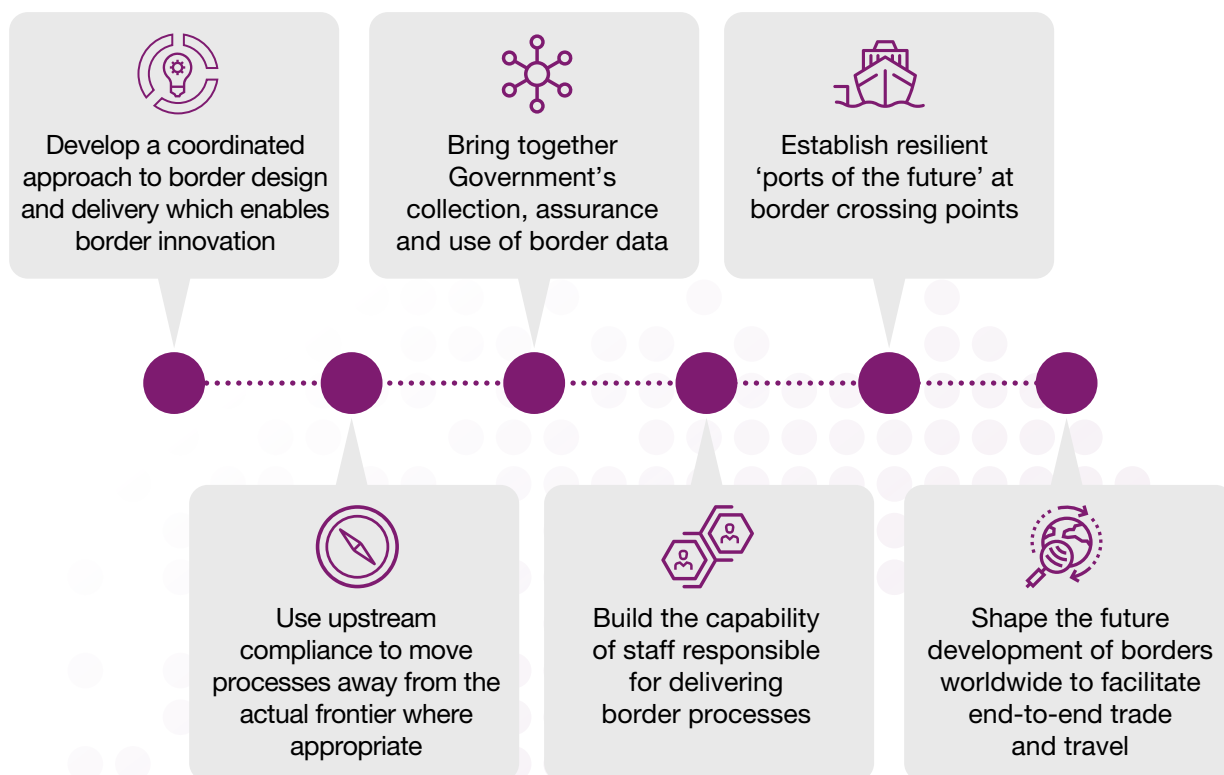 Develop a coordinated
approach to border design
and delivery which enables
border innovation
Bring together
Government’s
collection, assurance
and use of border data
Establish resilient
‘ports of the future’ at
border crossing points
Use upstream
compliance to move
processes away from the
actual frontier where
appropriate
Build the capability
of staff responsible
for delivering
border processes
Shape the future
development of borders
worldwide to facilitate
end-to-end trade
and travel